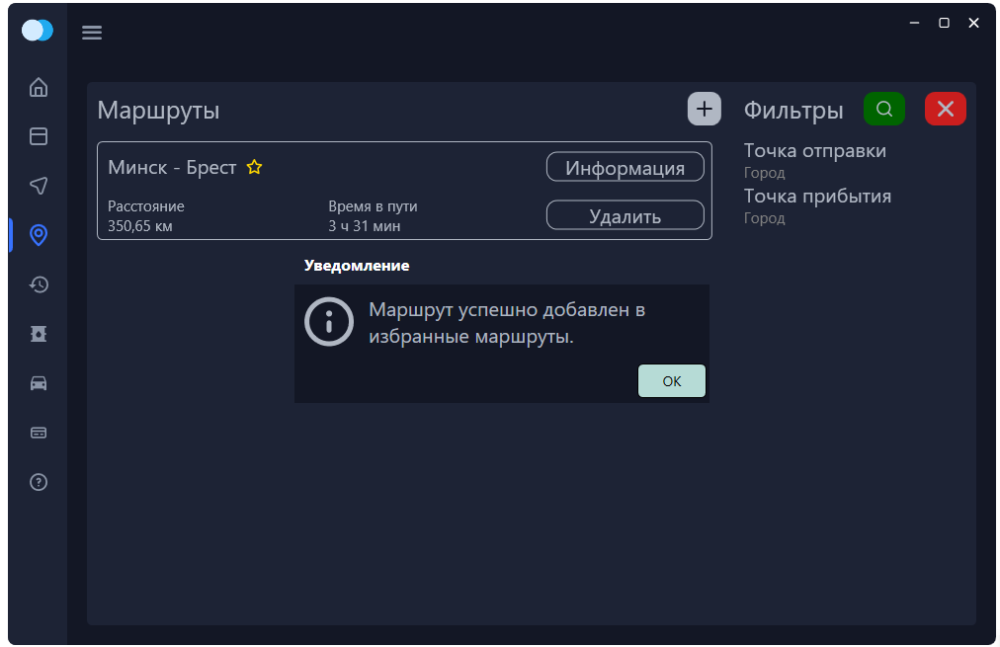 Маршруты
Фильтры
Минск - Брест
Информация
Расстояние
350,65 км
Время в пути
3 ч 31 мин
Удалить
Точка отправки
Город
Точка прибытия
Город
Уведомление
Маршрут успешно добавлен в
избранные маршруты.
ОК